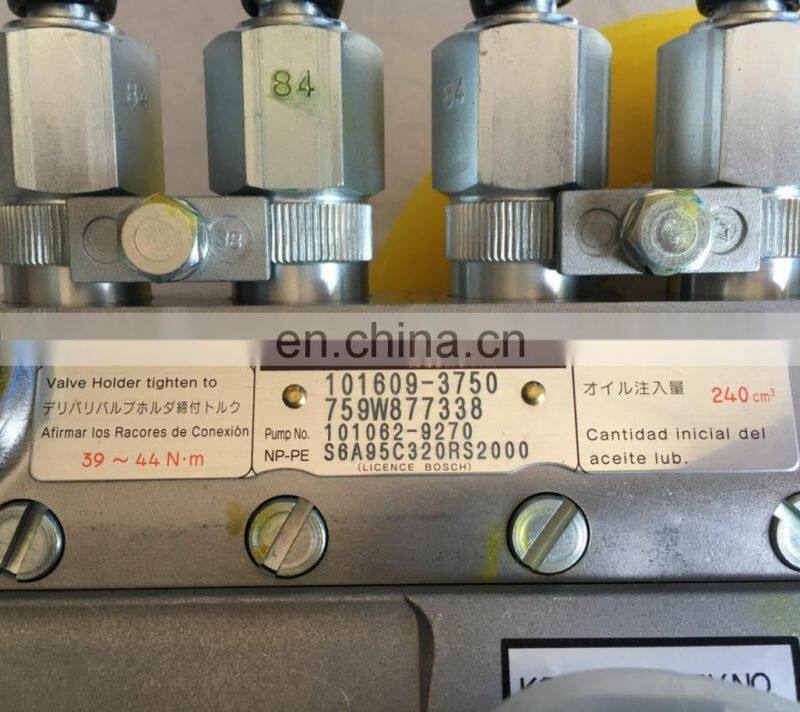 84
84
84
38
en.china.cn
Valve Holder tighten to
デリバリバルブホルダ締付トルク
Afirmar los Racores de Conexión
39 ~ 44 N·m
101609-3750
759W877338
Pump No. 101062-9270
NP-PE S6A95C320RS2000
(LICENCE BOSCH)
オイル注入量 240 cm³
Cantidad inicial del
aceite lub.